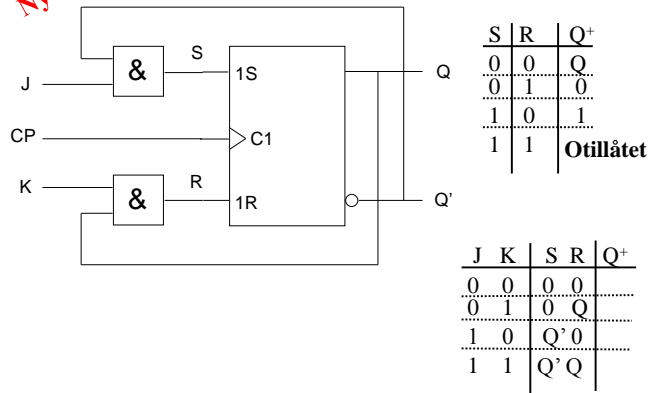 S
&
1S
J
Q
CP
C1
K
R
&
1R
Q'
S R Q+
0 0 Q
0 1 0
1 0 1
1 1 Otillåtet
J K S R Q+
0 0 0 0
0 1 0 Q
1 0 Q' 0
1 1 Q' Q